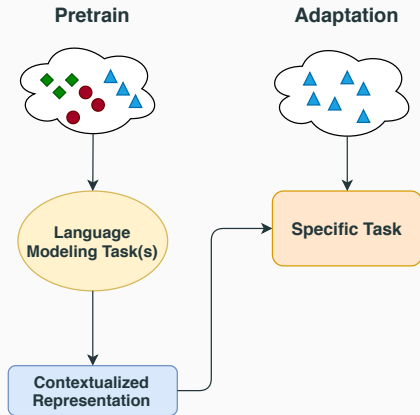 Pretrain
Adaptation
Language
Modeling Task(s)
Specific Task
Contextualized
Representation